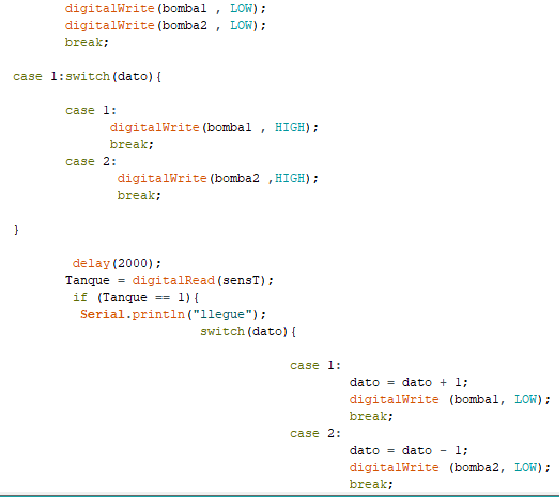 digitalWrite(bomba1 , LOW);
digitalWrite(bomba2 , LOW);
break;
case 1:switch(dato){
case 1:
digitalWrite(bomba1 , HIGH);
break;
case 2:
digitalWrite(bomba2 ,HIGH);
break;
}
delay(2000);
Tanque = digitalRead(sensT);
if (Tanque == 1){
Serial.println("llegue");
switch(dato){
case 1:
dato = dato + 1;
digitalWrite (bomba1, LOW);
break;
case 2:
dato = dato - 1;
digitalWrite (bomba2, LOW);
break;